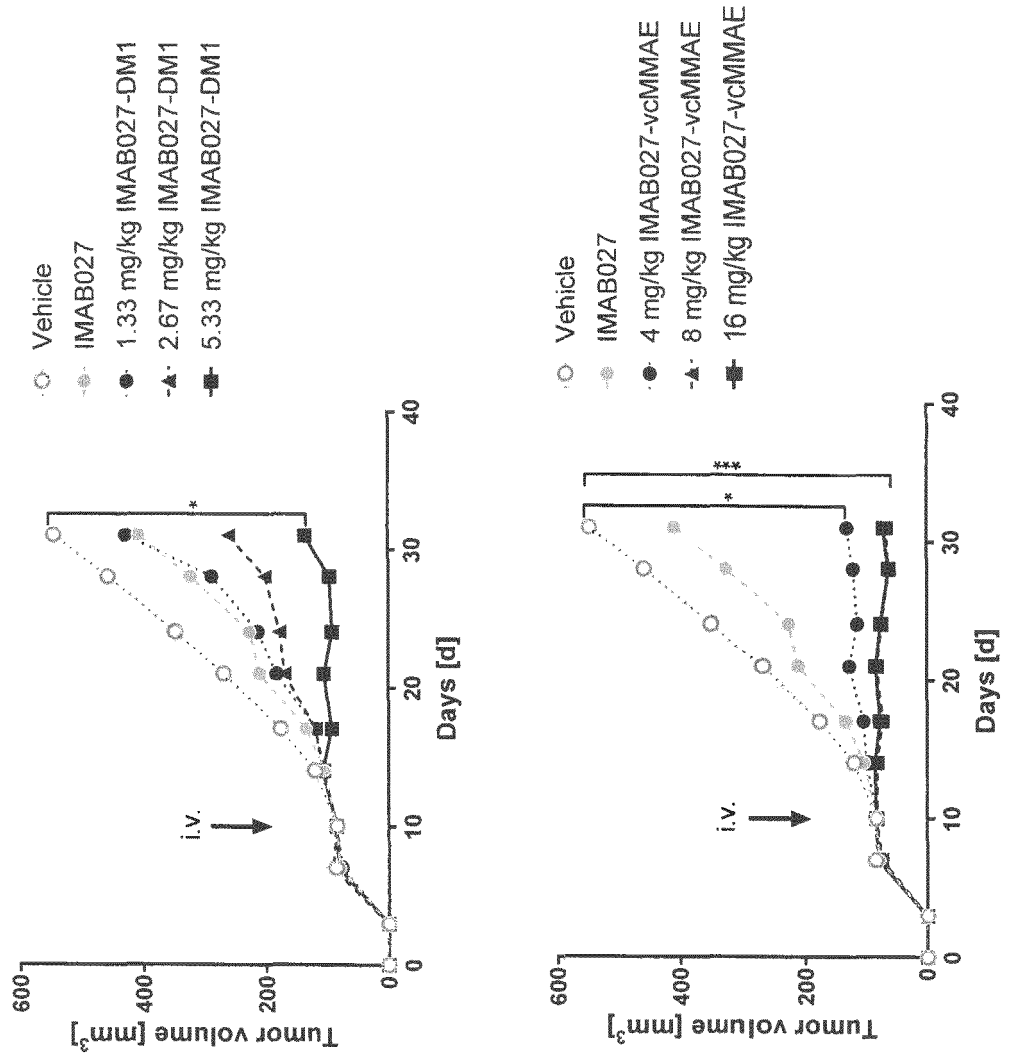 Tumor volume [mm³]
600
400
200
0
0
10
20
30
40
Days [d]
i.v.
*
Vehicle
IMAB027
1.33 mg/kg IMAB027-DM1
2.67 mg/kg IMAB027-DM1
5.33 mg/kg IMAB027-DM1
Tumor volume [mm³]
600
400
200
0
0
10
20
30
40
Days [d]
i.v.
*
***
Vehicle
IMAB027
4 mg/kg IMAB027-vcMMAE
8 mg/kg IMAB027-vcMMAE
16 mg/kg IMAB027-vcMMAE